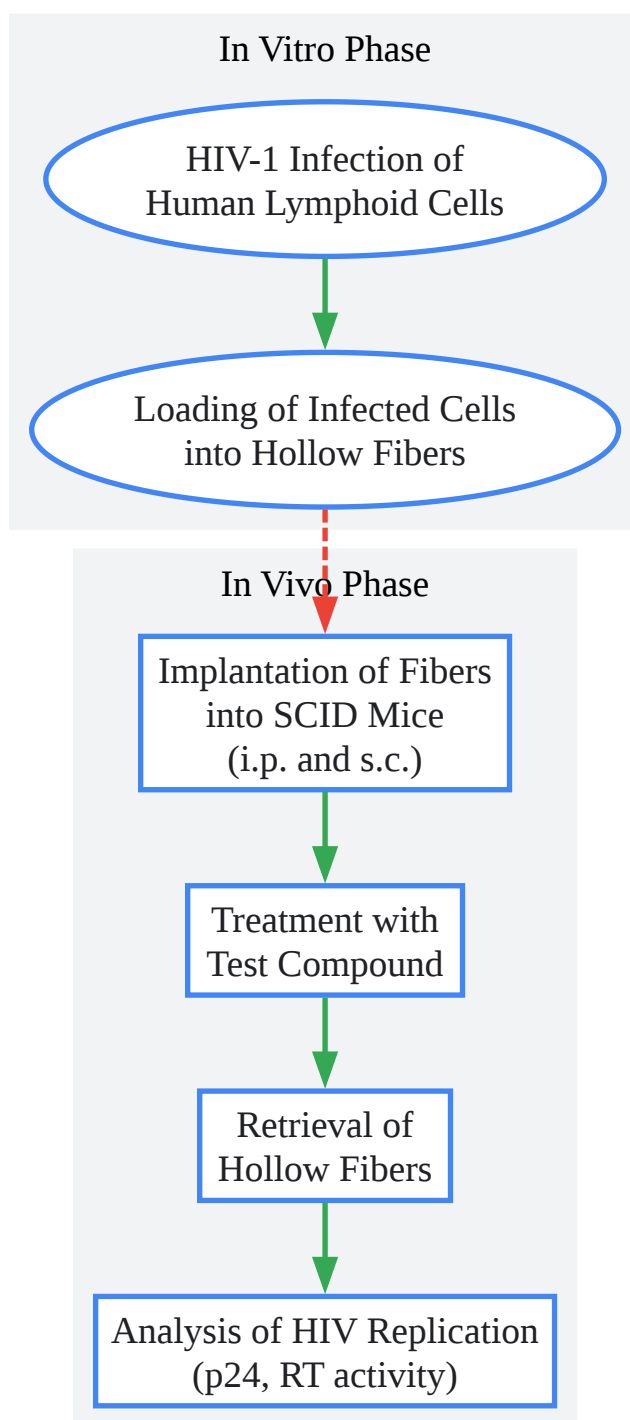 In Vitro Phase
HIV-1 Infection of
Human Lymphoid Cells
Loading of Infected Cells
into Hollow Fibers
In Vivo Phase
Implantation of Fibers
into SCID Mice
(i.p. and s.c.)
Treatment with
Test Compound
Retrieval of
Hollow Fibers
Analysis of HIV Replication
(p24, RT activity)